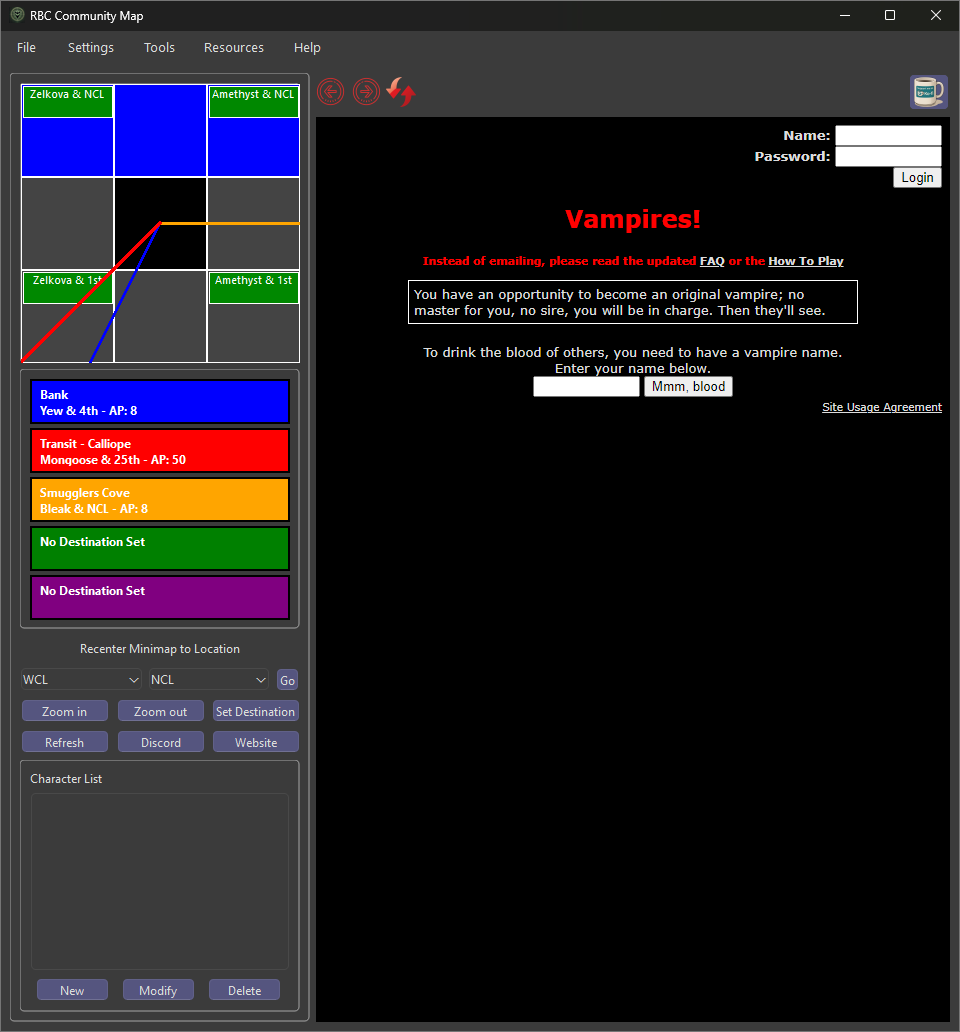 RBC Community Map
File Settings Tools Resources Help
Zelkova & NCL
Amethyst & NCL
Zelkova & 1st
Amethyst & 1st
Bank
Yew & 4th - AP: 8
Transit - Calliope
Mongoose & 25th - AP: 50
Smugglers Cove
Bleak & NCL - AP: 8
No Destination Set
No Destination Set
Recenter Minimap to Location
WCL NCL Go
Zoom in Zoom out Set Destination
Refresh Discord Website
Character List
New Modify Delete
Name:
Password:
Login
Vampires!
Instead of emailing, please read the updated FAQ or the How To Play
You have an opportunity to become an original vampire; no
master for you, no sire, you will be in charge. Then they'll see.
To drink the blood of others, you need to have a vampire name.
Enter your name below.
Mmm, blood
Site Usage Agreement